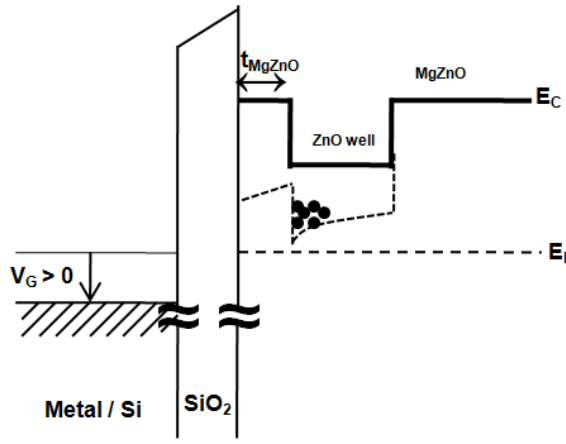 tMgZnO
MgZnO
EC
ZnO well
EF
VG > 0
Metal / Si
SiO2